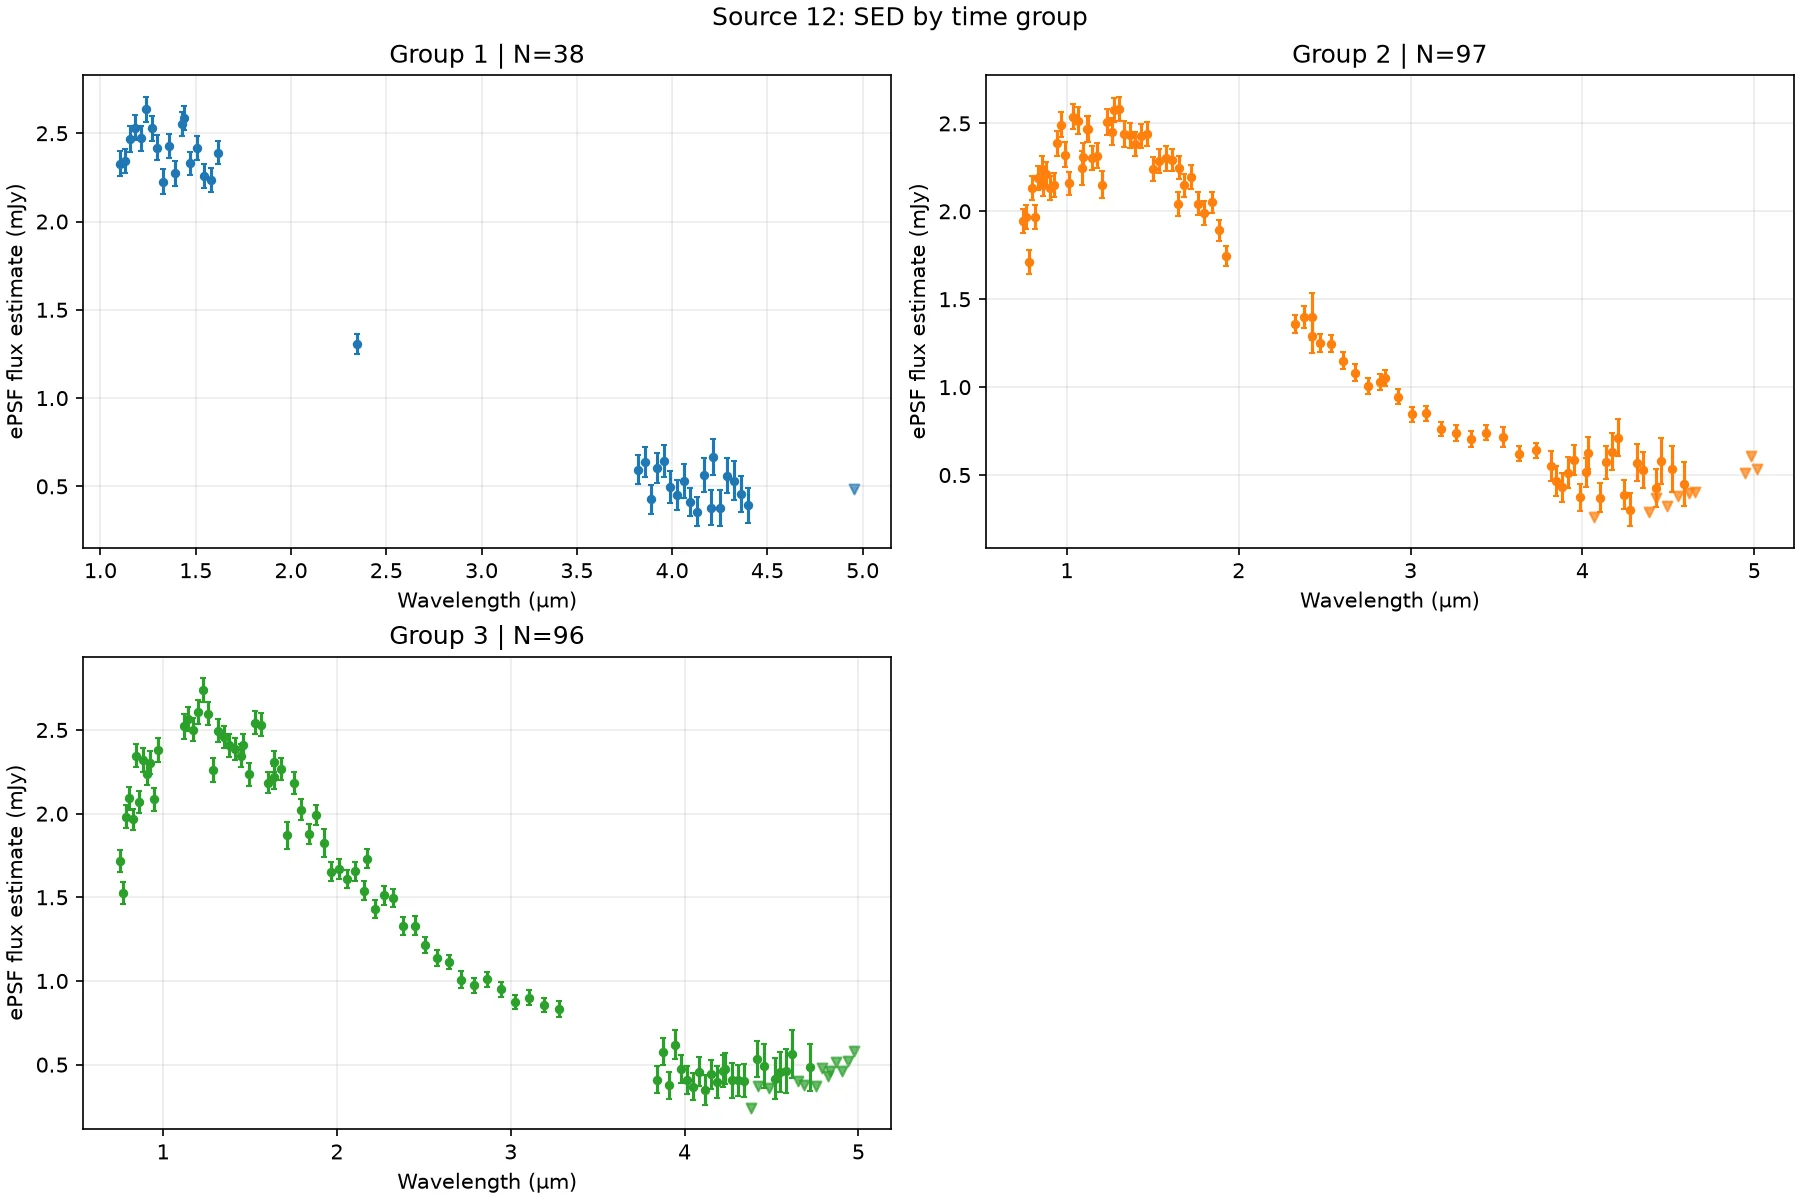 Source 12: SED by time group
Group 1 | N=38
ePSF flux estimate (mJy)
2.5
2.0
1.5
1.0
0.5
1.0 1.5 2.0 2.5 3.0 3.5 4.0 4.5 5.0
Wavelength (μm)
Group 2 | N=97
ePSF flux estimate (mJy)
2.5
2.0
1.5
1.0
0.5
1 2 3 4 5
Wavelength (μm)
Group 3 | N=96
ePSF flux estimate (mJy)
2.5
2.0
1.5
1.0
0.5
1 2 3 4 5
Wavelength (μm)